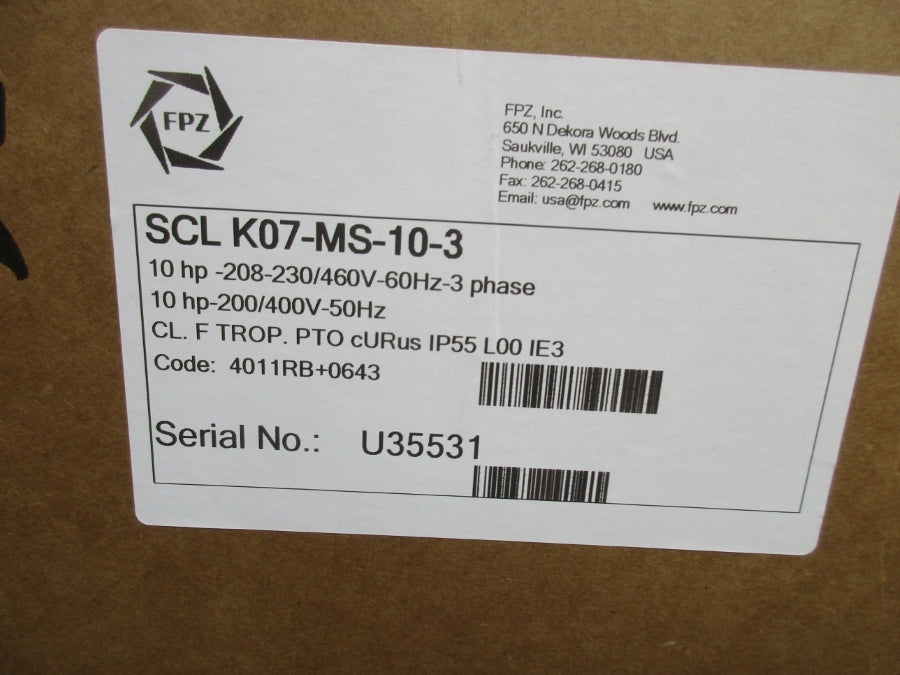 FPZ
FPZ, Inc.
650 N Dekora Woods Blvd.
Saukville, WI 53080 USA
Phone: 262-268-0180
Fax: 262-268-0415
Email: usa@fpz.com www.fpz.com
SCL K07-MS-10-3
10 hp -208-230/460V-60Hz-3 phase
10 hp-200/400V-50Hz
CL. F TROP. PTO cURus IP55 L00 IE3
Code: 4011RB+0643
Serial No.: U35531